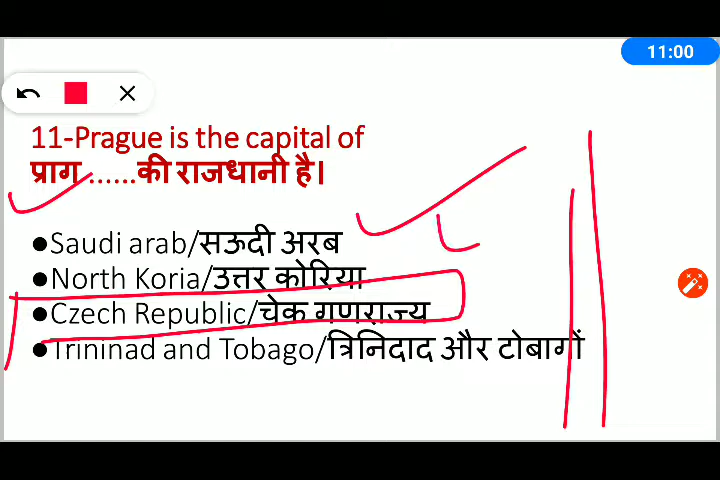 11:00
11-Prague is the capital of
प्राग ......की राजधानी है।
●Saudi arab/सऊदी अरब
●North Koria/उत्तर कोरिया
●Czech Republic/चेक गणराज्य
●Trininad and Tobago/त्रिनिदाद और टोबागों